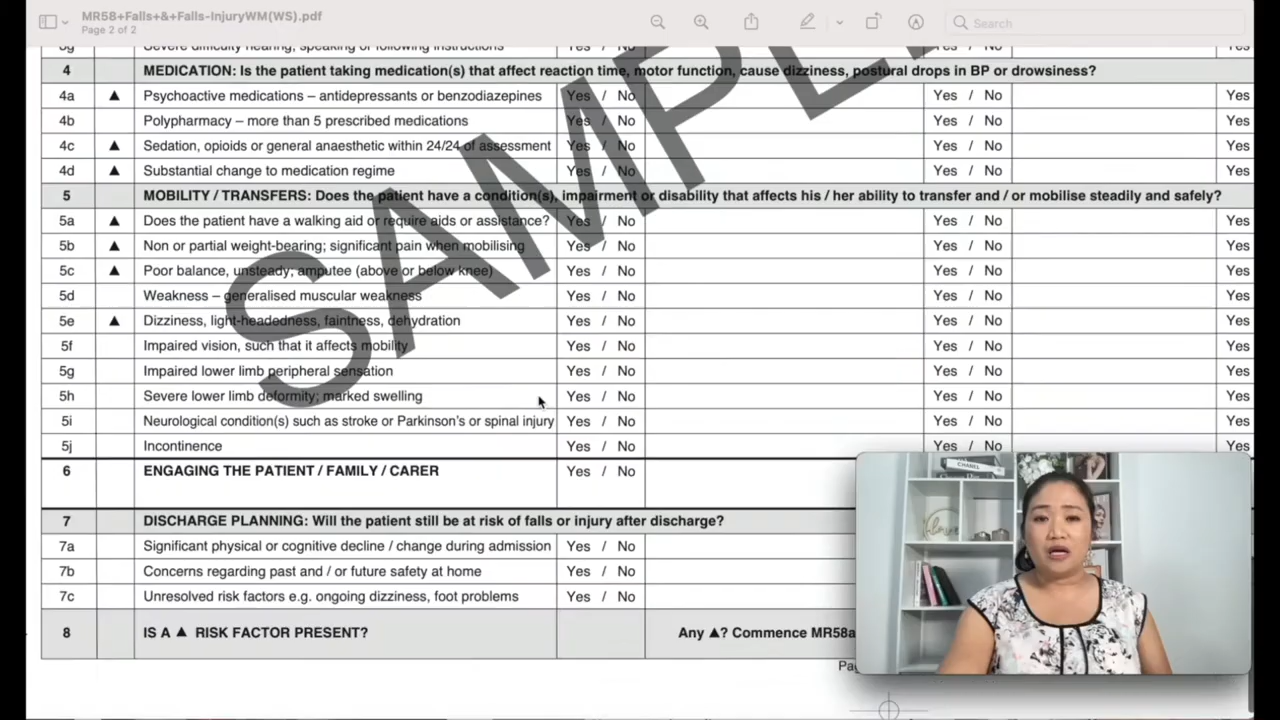 MR58+Falls+&+Falls-InjuryWM(WS).pdf
Page 2 of 2
Search
5g Severe difficulty hearing, speaking or following instructions Yes / No Yes / No Yes
4 MEDICATION: Is the patient taking medication(s) that affect reaction time, motor function, cause dizziness, postural drops in BP or drowsiness?
4a ▲ Psychoactive medications – antidepressants or benzodiazepines Yes / No Yes / No Yes
4b Polypharmacy – more than 5 prescribed medications Yes / No Yes / No Yes
4c ▲ Sedation, opioids or general anaesthetic within 24/24 of assessment Yes / No Yes / No Yes
4d ▲ Substantial change to medication regime Yes / No Yes / No Yes
5 MOBILITY / TRANSFERS: Does the patient have a condition(s), impairment or disability that affects his / her ability to transfer and / or mobilise steadily and safely?
5a ▲ Does the patient have a walking aid or require aids or assistance? Yes / No Yes / No Yes
5b ▲ Non or partial weight-bearing; significant pain when mobilising Yes / No Yes / No Yes
5c ▲ Poor balance, unsteady; amputee (above or below knee) Yes / No Yes / No Yes
5d Weakness – generalised muscular weakness Yes / No Yes / No Yes
5e ▲ Dizziness, light-headedness, faintness, dehydration Yes / No Yes / No Yes
5f Impaired vision, such that it affects mobility Yes / No Yes / No Yes
5g Impaired lower limb peripheral sensation Yes / No Yes / No Yes
5h Severe lower limb deformity; marked swelling Yes / No Yes / No Yes
5i Neurological condition(s) such as stroke or Parkinson's or spinal injury Yes / No Yes / No Yes
5j Incontinence Yes / No Yes / No Yes
6 ENGAGING THE PATIENT / FAMILY / CARER Yes / No
7 DISCHARGE PLANNING: Will the patient still be at risk of falls or injury after discharge?
7a Significant physical or cognitive decline / change during admission Yes / No
7b Concerns regarding past and / or future safety at home Yes / No
7c Unresolved risk factors e.g. ongoing dizziness, foot problems Yes / No
8 IS A ▲ RISK FACTOR PRESENT? Any ▲? Commence MR58a
SAMPLE
CHANEL